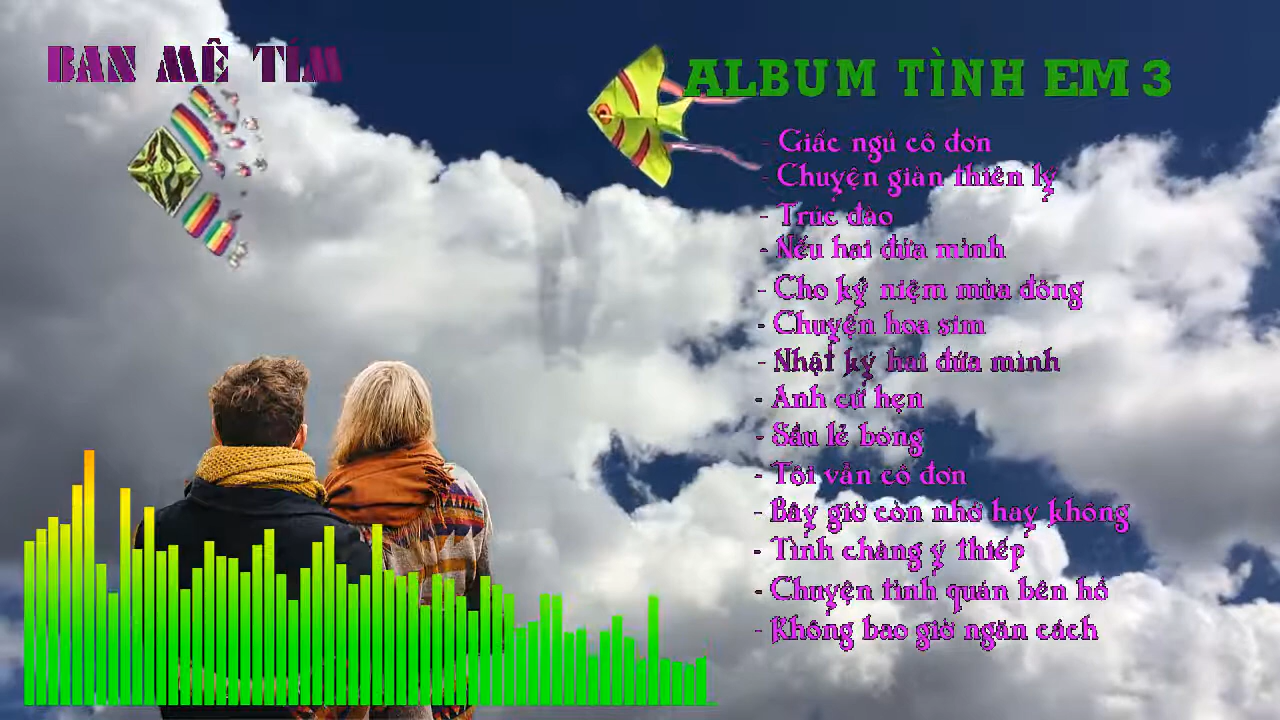 BAN MÊ TÍM
ALBUM TÌNH EM 3
- Giấc ngủ cô đơn
- Chuyện giàn thiên lý
- Trúc đào
- Nếu hai đứa mình
- Cho kỷ niệm mùa đông
- Chuyện hoa sim
- Nhật ký hai đứa mình
- Anh cứ hẹn
- Sầu lẻ bóng
- Tôi vẫn cô đơn
- Bây giờ còn nhớ hay không
- Tình chàng ý thiếp
- Chuyện tình quán bên hồ
- Không bao giờ ngăn cách